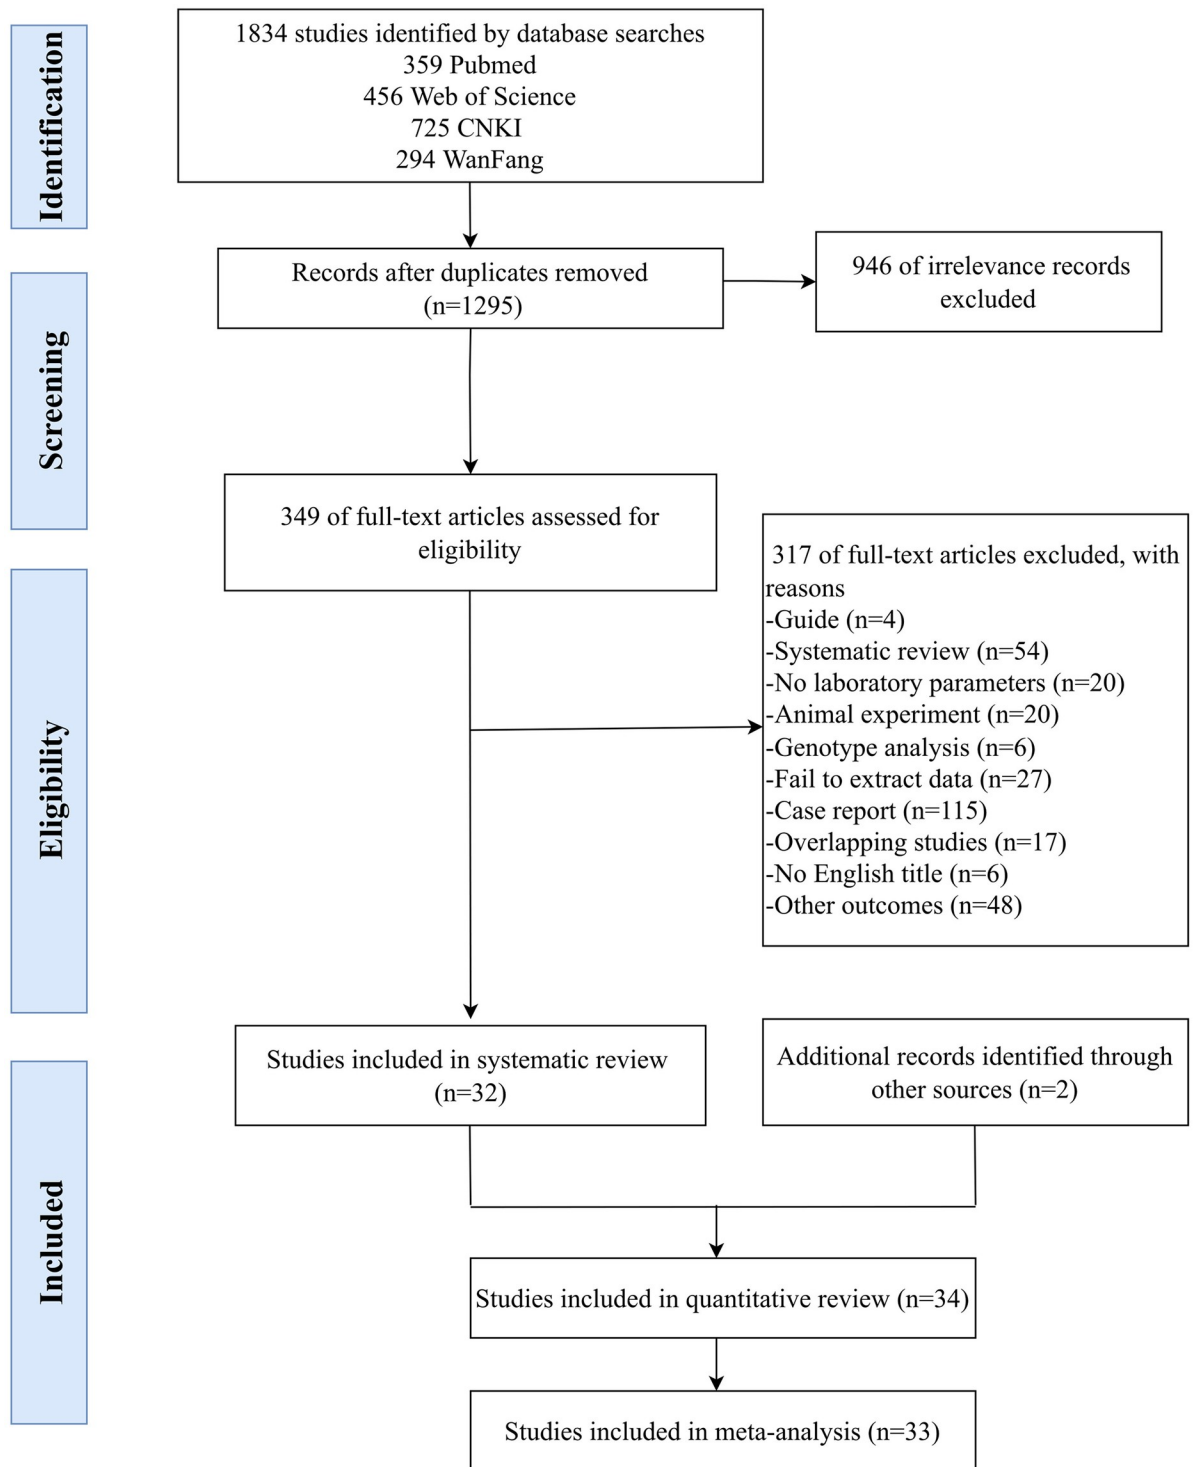 Identification
1834 studies identified by database searches
359 Pubmed
456 Web of Science
725 CNKI
294 WanFang
Records after duplicates removed
(n=1295)
946 of irrelevance records
excluded
Screening
349 of full-text articles assessed for
eligibility
Eligibility
317 of full-text articles excluded, with
reasons
-Guide (n=4)
-Systematic review (n=54)
-No laboratory parameters (n=20)
-Animal experiment (n=20)
-Genotype analysis (n=6)
-Fail to extract data (n=27)
-Case report (n=115)
-Overlapping studies (n=17)
-No English title (n=6)
-Other outcomes (n=48)
Included
Studies included in systematic review
(n=32)
Additional records identified through
other sources (n=2)
Studies included in quantitative review (n=34)
Studies included in meta-analysis (n=33)